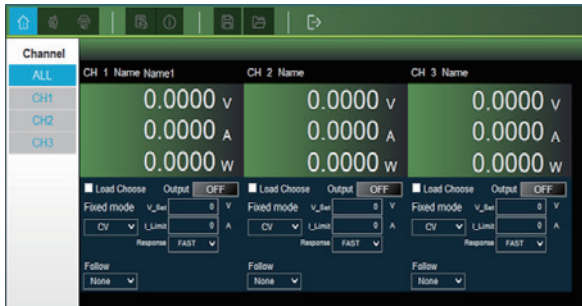 Channel
ALL
CH1
CH2
CH3
CH 1 Name Name1
0.0000 V
0.0000 A
0.0000 W
Load Choose Output OFF
Fixed mode V_Set 0 V
CV I_Limit 0 A
Response FAST
Follow
None
CH 2 Name
0.0000 V
0.0000 A
0.0000 W
Load Choose Output OFF
Fixed mode V_Set 0 V
CV I_Limit 0 A
Response FAST
Follow
None
CH 3 Name
0.0000 V
0.0000 A
0.0000 W
Load Choose Output OFF
Fixed mode V_Set 0 V
CV I_Limit 0 A
Response FAST
Follow
None